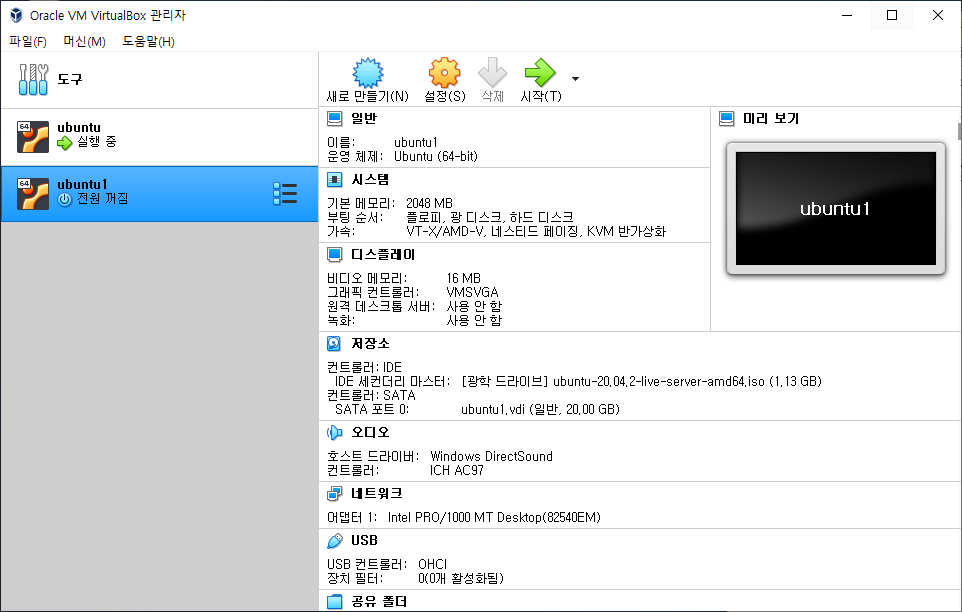 Oracle VM VirtualBox 관리자
파일(F) 머신(M) 도움말(H)
도구
64
ubuntu
실행 중
64
ubuntu1
전원 꺼짐
새로 만들기(N) 설정(S) 삭제 시작(T)
일반
이름: ubuntu1
운영 체제: Ubuntu (64-bit)
시스템
기본 메모리: 2048 MB
부팅 순서: 플로피, 광 디스크, 하드 디스크
가속: VT-X/AMD-V, 네스티드 페이징, KVM 반가상화
디스플레이
비디오 메모리: 16 MB
그래픽 컨트롤러: VMSVGA
원격 데스크톱 서버: 사용 안 함
녹화: 사용 안 함
미리 보기
ubuntu1
저장소
컨트롤러: IDE
IDE 세컨더리 마스터: [광학 드라이브] ubuntu-20.04.2-live-server-amd64.iso (1.13 GB)
컨트롤러: SATA
SATA 포트 0: ubuntu1.vdi (일반, 20.00 GB)
오디오
호스트 드라이버: Windows DirectSound
컨트롤러: ICH AC97
네트워크
어댑터 1: Intel PRO/1000 MT Desktop(82540EM)
USB
USB 컨트롤러: OHCI
장치 필터: 0(0개 활성화됨)
공유 폴더